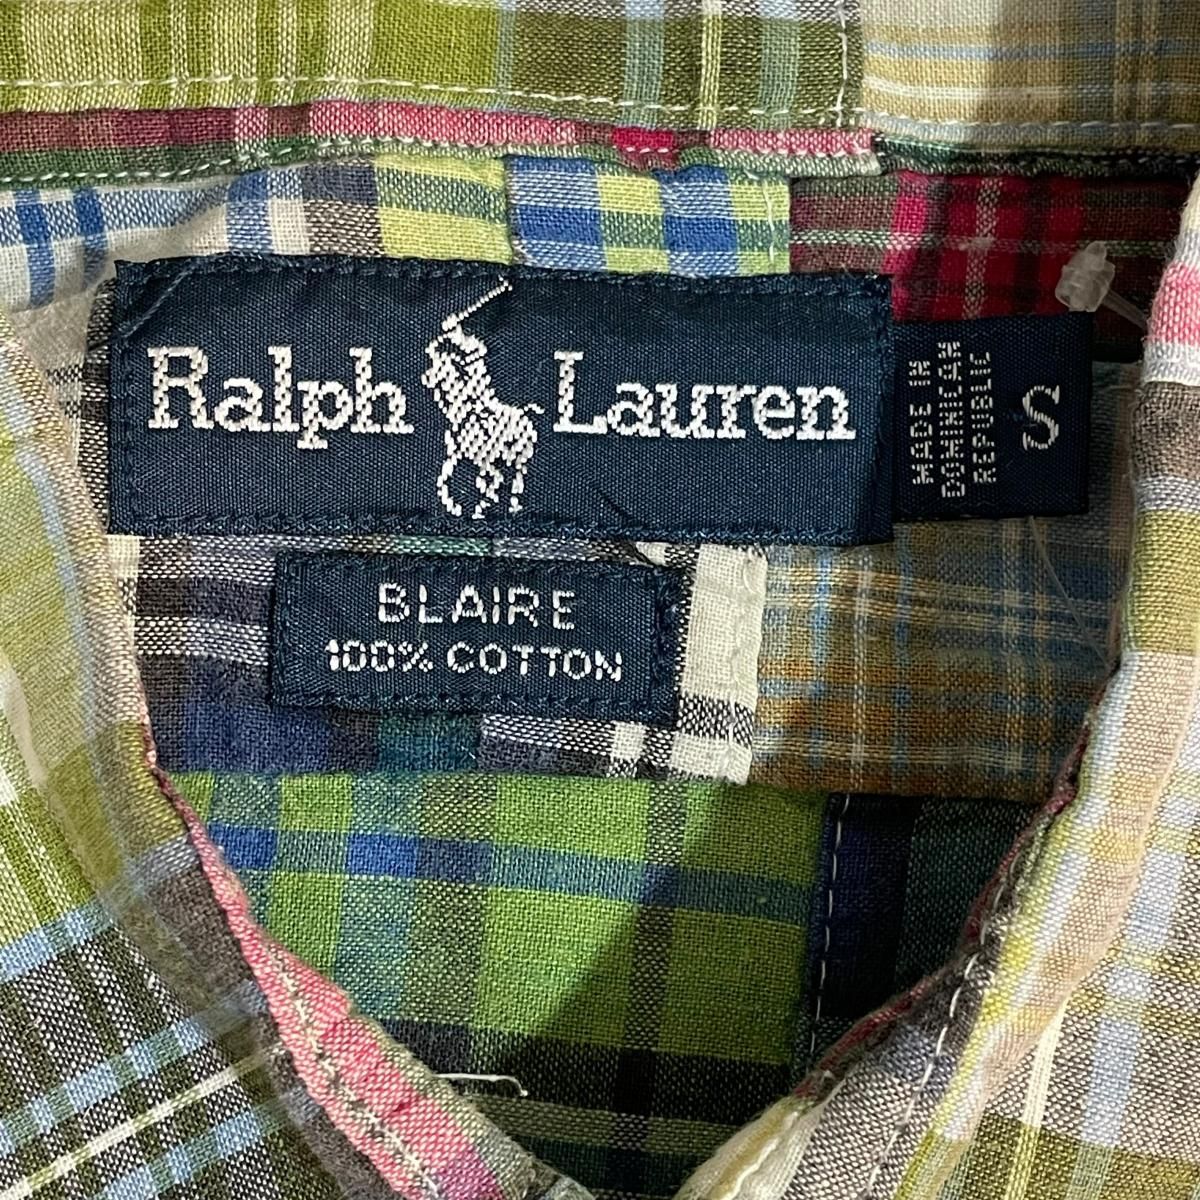 Ralph Lauren
MADE IN
DOMINICAN
REPUBLIC
S
BLAIRE
100% COTTON